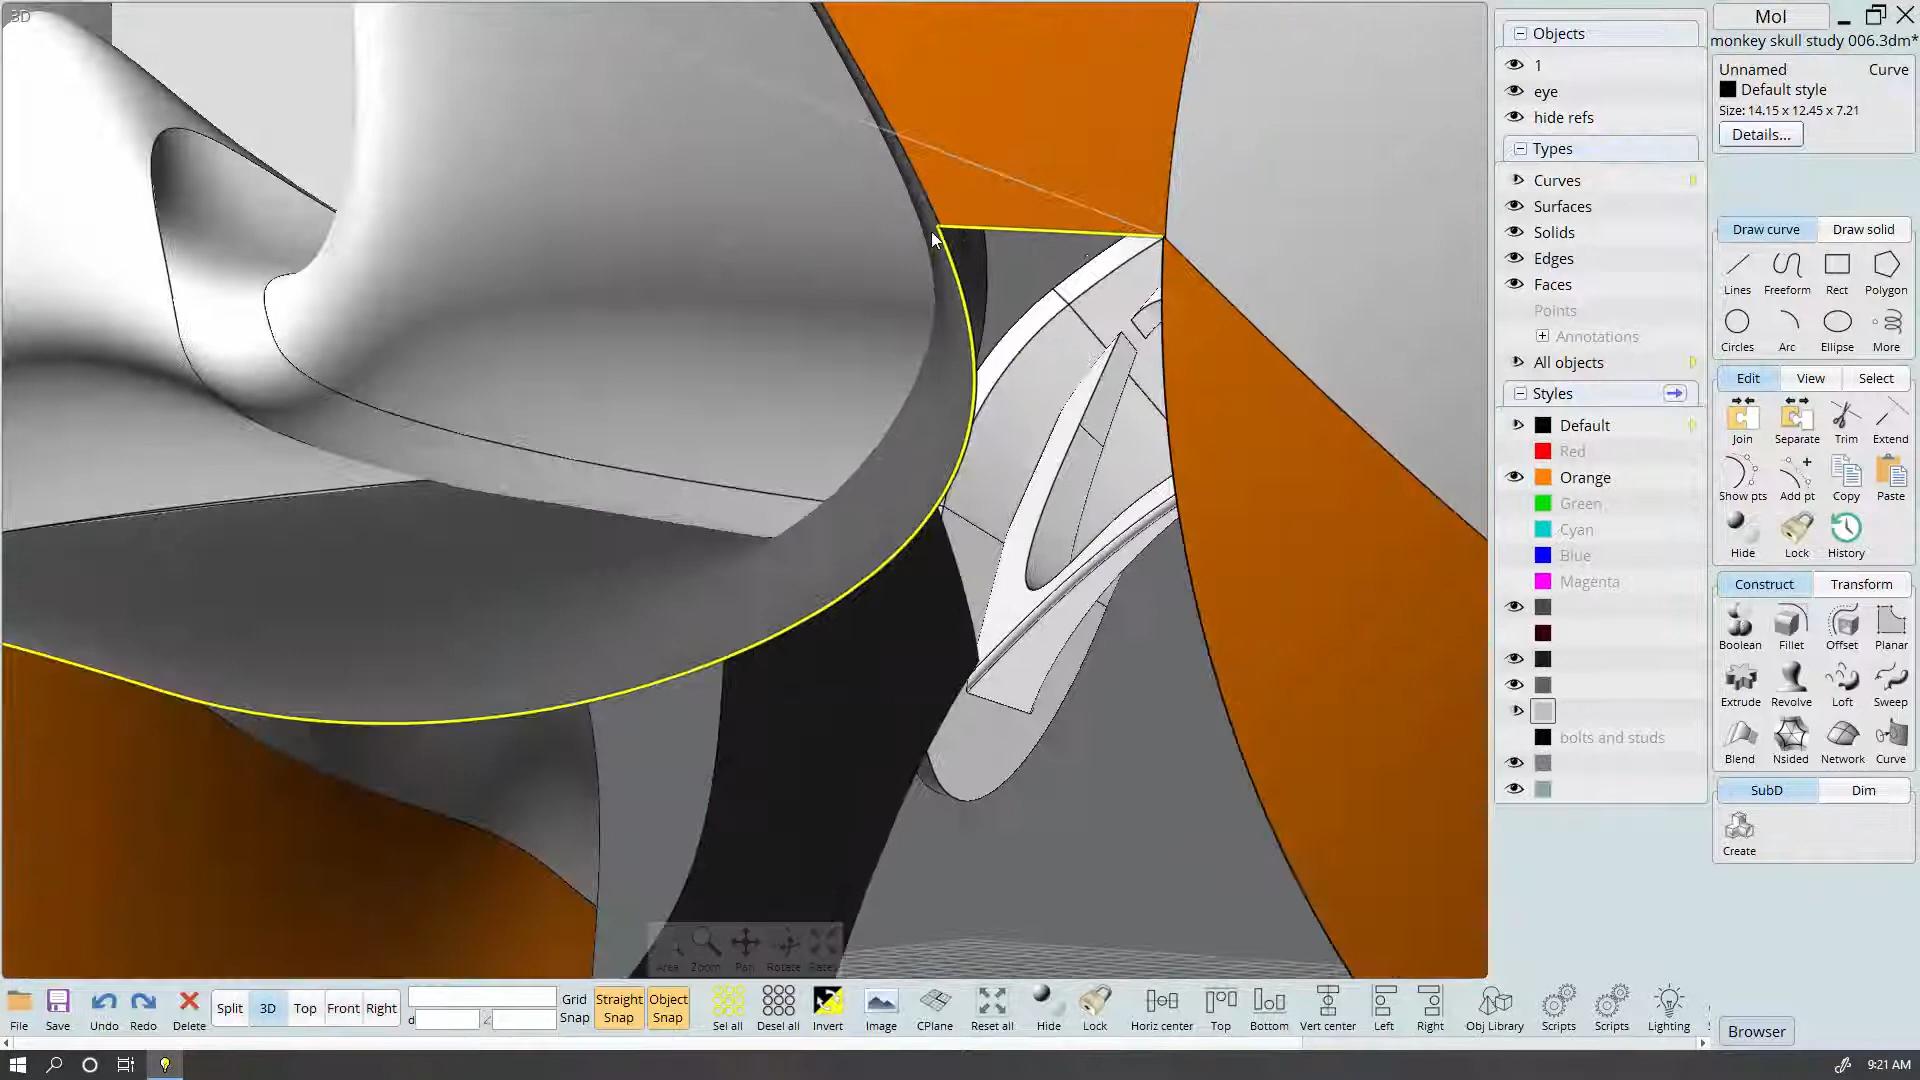 3D
Area Zoom Pan Rotate Reset
Objects
1
eye
hide refs
Types
Curves
Surfaces
Solids
Edges
Faces
Points
Annotations
All objects
Styles
Default
Red
Orange
Green
Cyan
Blue
Magenta
bolts and studs
MoI
monkey skull study 006.3dm*
Unnamed Curve
Default style
Size: 14.15 x 12.45 x 7.21
Details...
Draw curve Draw solid
Lines Freeform Rect Polygon
Circles Arc Ellipse More
Edit View Select
Join Separate Trim Extend
Show pts Add pt Copy Paste
Hide Lock History
Construct Transform
Boolean Fillet Offset Planar
Extrude Revolve Loft Sweep
Blend Nsided Network Curve
SubD Dim
Create
File Save Undo Redo Delete
Split 3D Top Front Right
d
Grid Snap
Straight Snap
Object Snap
Sel all Desel all Invert Image CPlane Reset all Hide Lock Horiz center Top Bottom Vert center Left Right Obj Library Scripts Scripts Lighting
Browser
9:21 AM